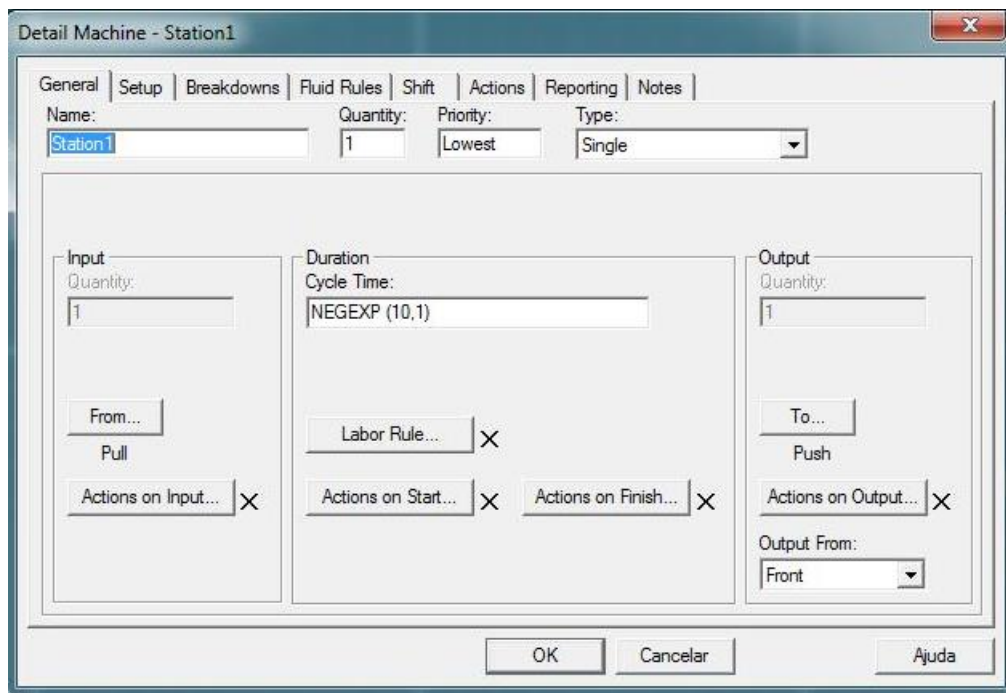 Detail Machine - Station1
General Setup Breakdowns Fluid Rules Shift Actions Reporting Notes
Name: Quantity: Priority: Type:
Station1 1 Lowest Single
Input Duration Output
Quantity: Cycle Time: Quantity:
1 NEGEXP (10,1) 1
From... Labor Rule... To...
Pull Push
Actions on Input... Actions on Start... Actions on Finish... Actions on Output...
Output From:
Front
OK Cancelar Ajuda